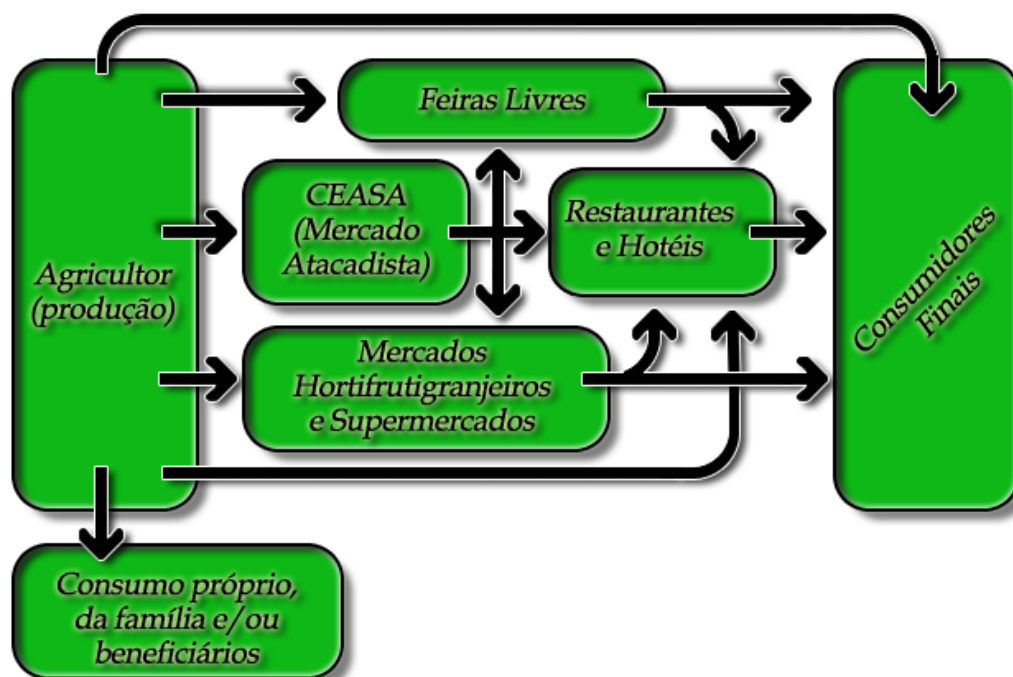 Feiras Livres
CEASA
(Mercado
Atacadista)
Restaurantes
e Hotéis
Agricultor
(produção)
Consumidores
Finais
Mercados
Hortifrutigranjeiros
e Supermercados
Consumo próprio,
da família e/ou
beneficiários